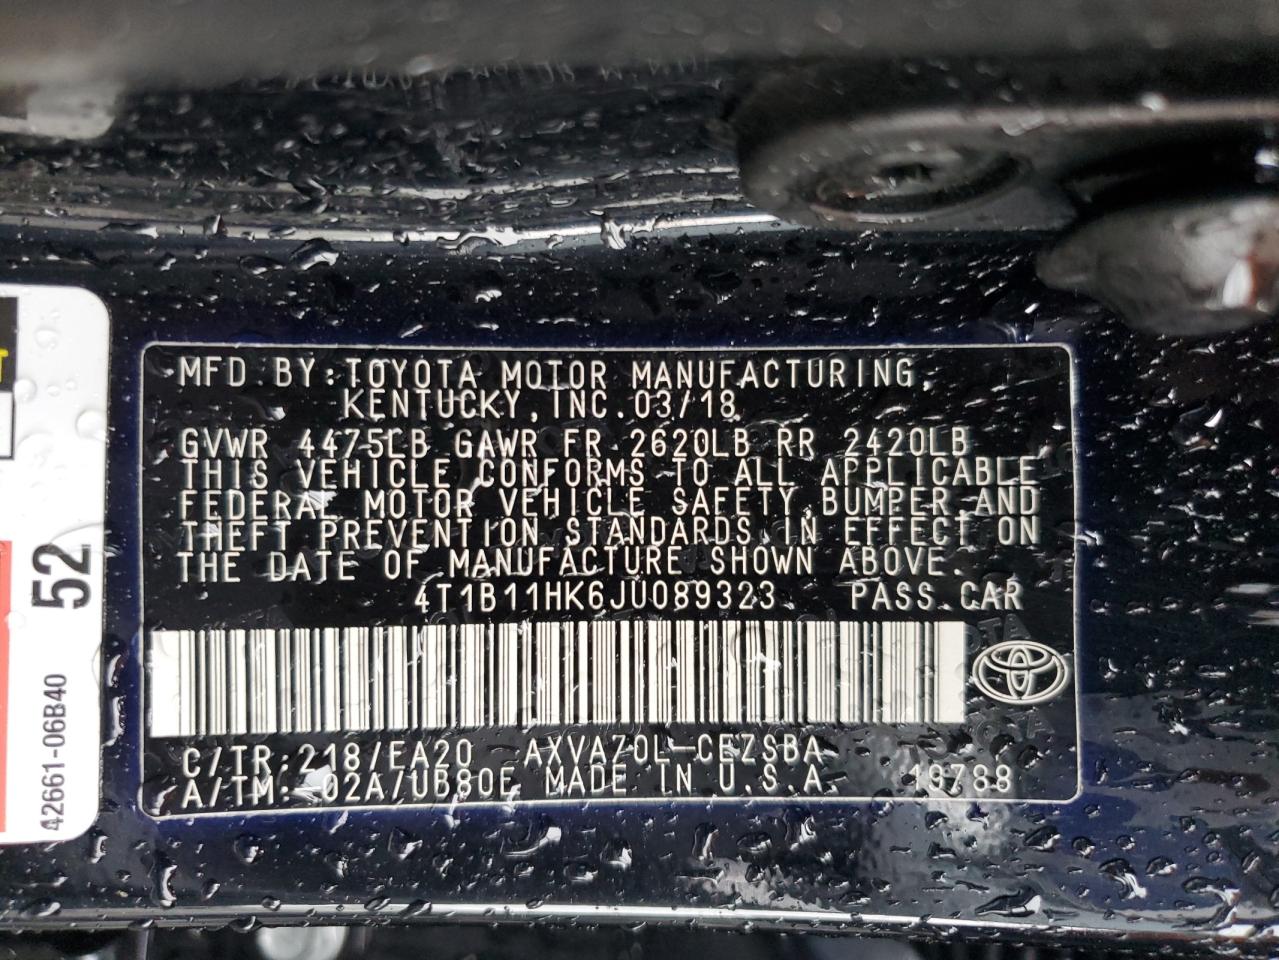 MFD. BY: TOYOTA MOTOR MANUFACTURING,
KENTUCKY, INC. 03/18
GVWR 4475LB GAWR FR 2620LB RR 2420LB
THIS VEHICLE CONFORMS TO ALL APPLICABLE
FEDERAL MOTOR VEHICLE SAFETY, BUMPER, AND
THEFT PREVENTION STANDARDS IN EFFECT ON
THE DATE OF MANUFACTURE SHOWN ABOVE.
4T1B11HK6JU089323 PASS. CAR
C/TR: 218/EA20 AXVA70L-CEZSBA
A/TM: -02A/UB80E MADE IN U.S.A.
52
42661-06B40